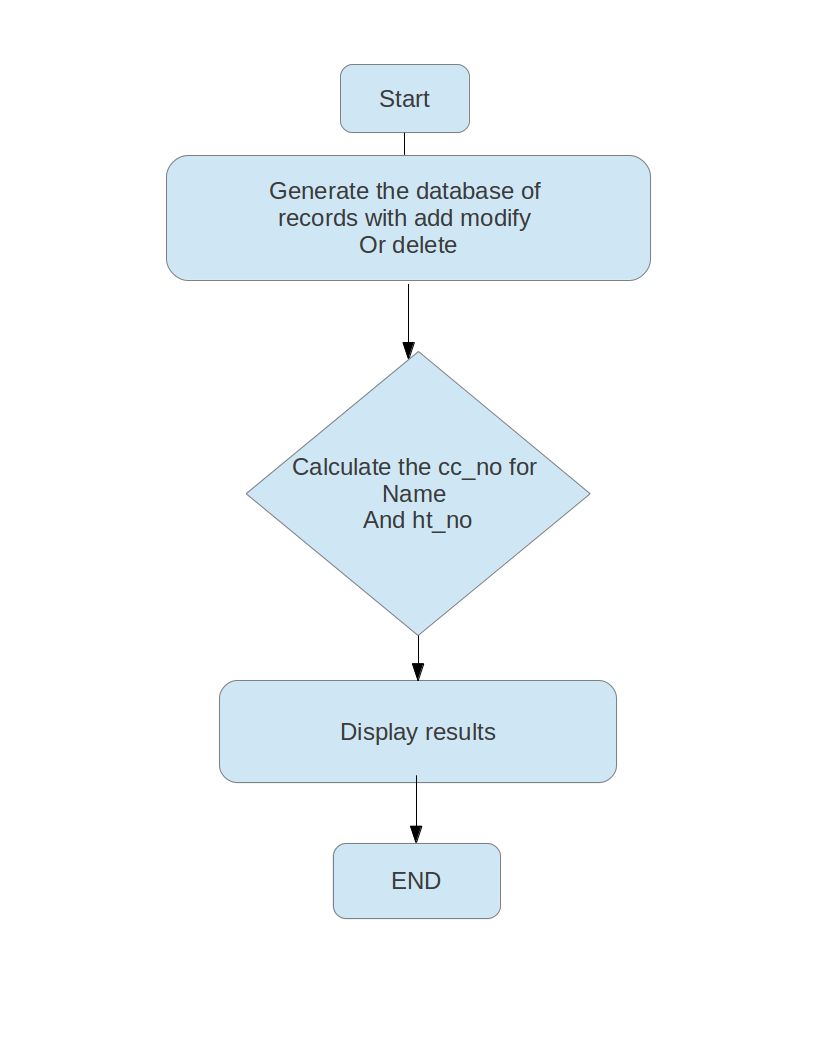 Start
Generate the database of
records with add modify
Or delete
Calculate the cc_no for
Name
And ht_no
Display results
END